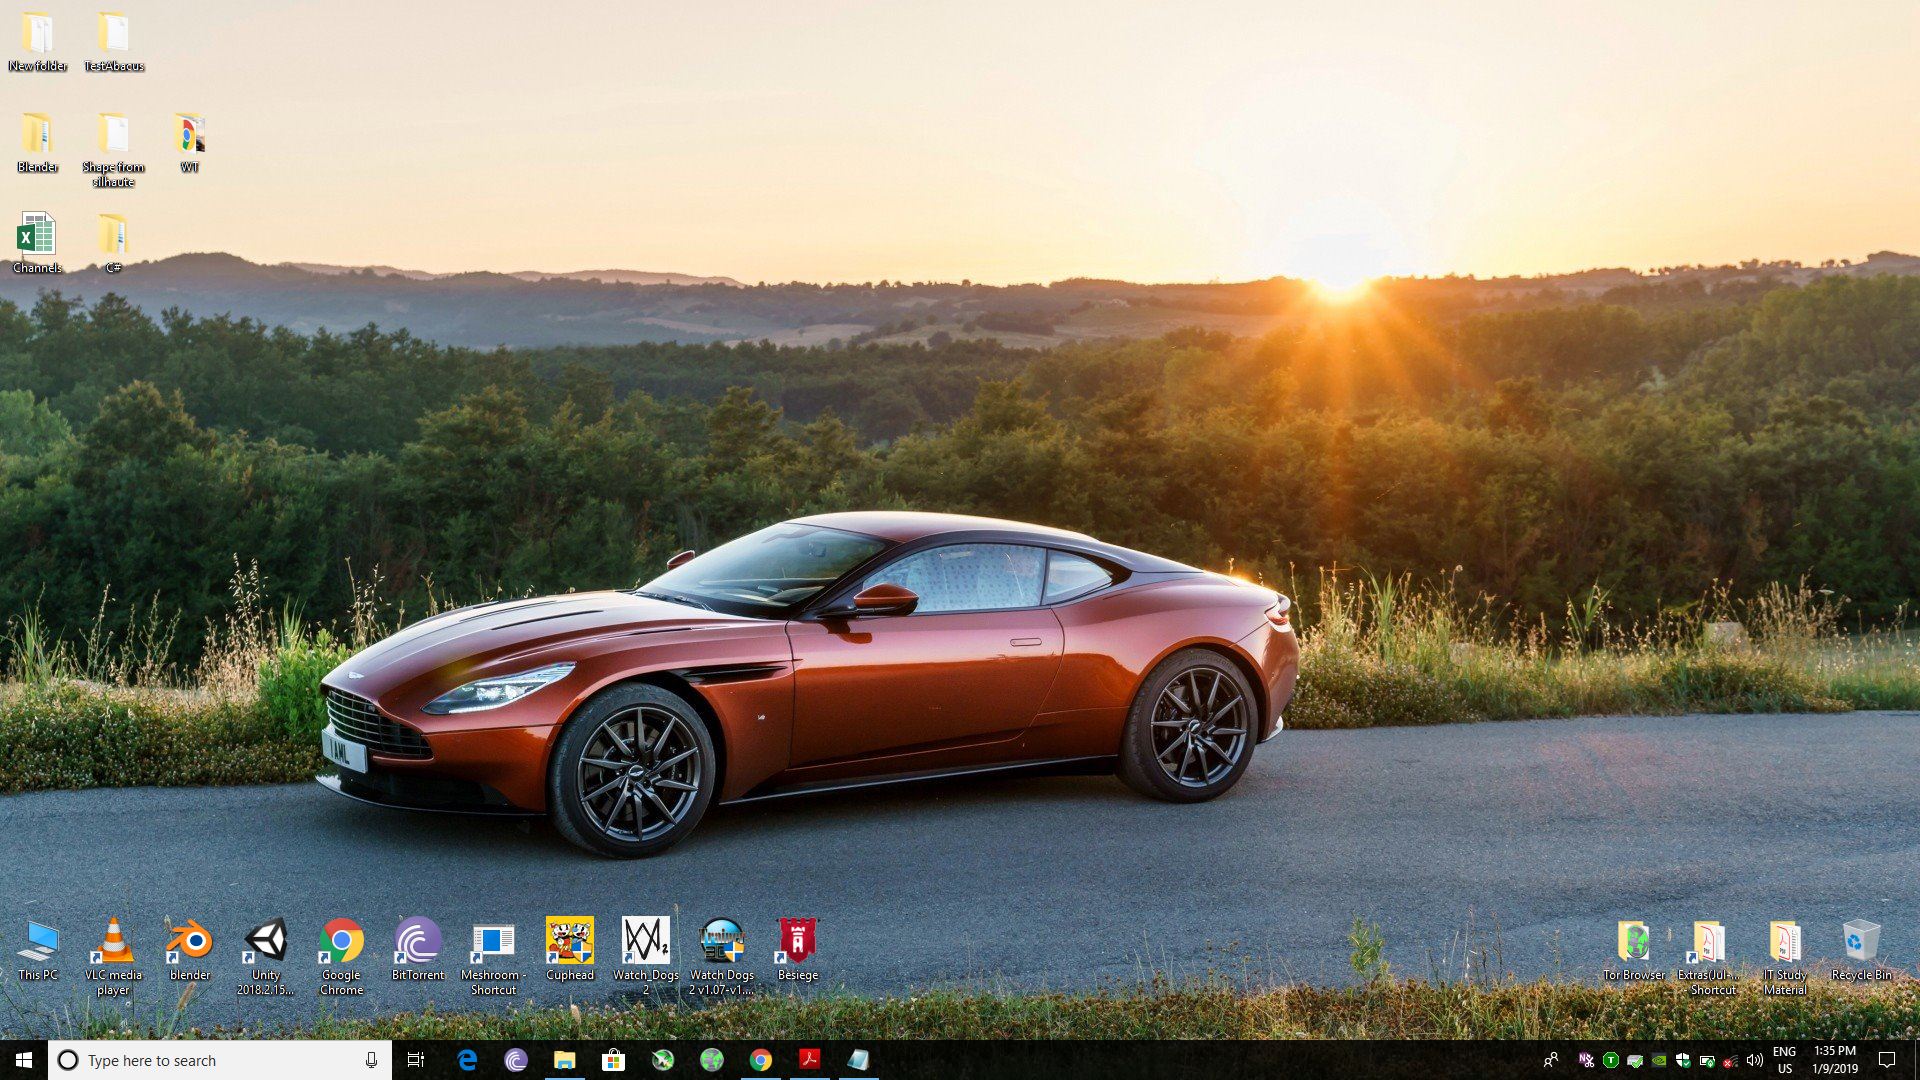 New folder
TestAbacus
Blender
Shape from
silhaute
WT
Channels
C#
1 AML
This PC
VLC media
player
blender
Unity
2018.2.15...
Google
Chrome
BitTorrent
Meshroom -
Shortcut
Cuphead
Watch_Dogs
2
Watch Dogs
2 v1.07-v1....
Besiege
Tor Browser
Extras(Jul-...
- Shortcut
IT Study
Material
Recycle Bin
Type here to search
ENG
US
1:35 PM
1/9/2019